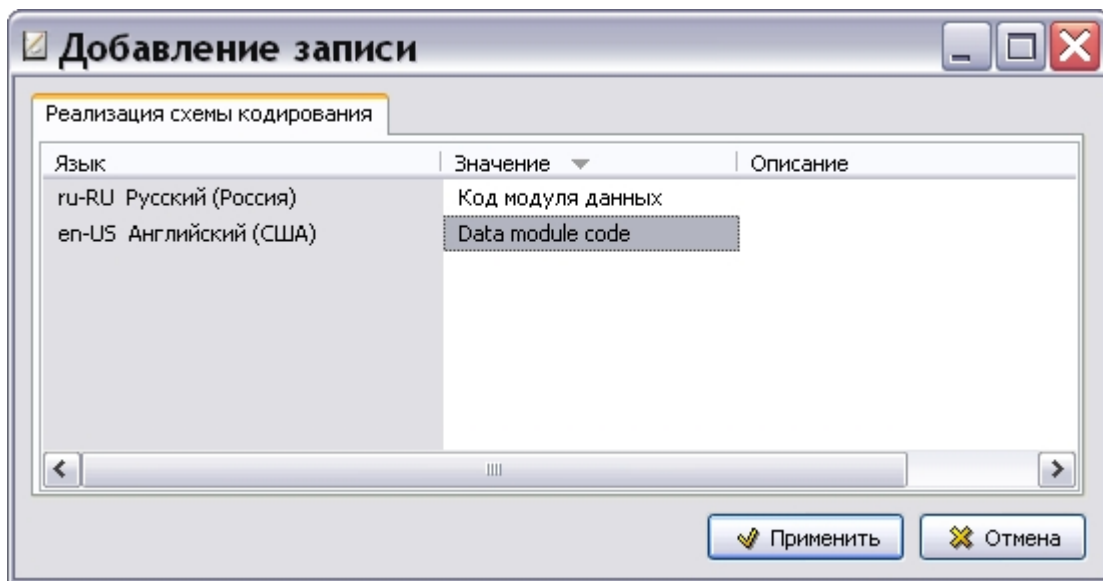 Добавление записи
Реализация схемы кодирования
Язык Значение Описание
ru-RU Русский (Россия) Код модуля данных
en-US Английский (США) Data module code
Применить Отмена